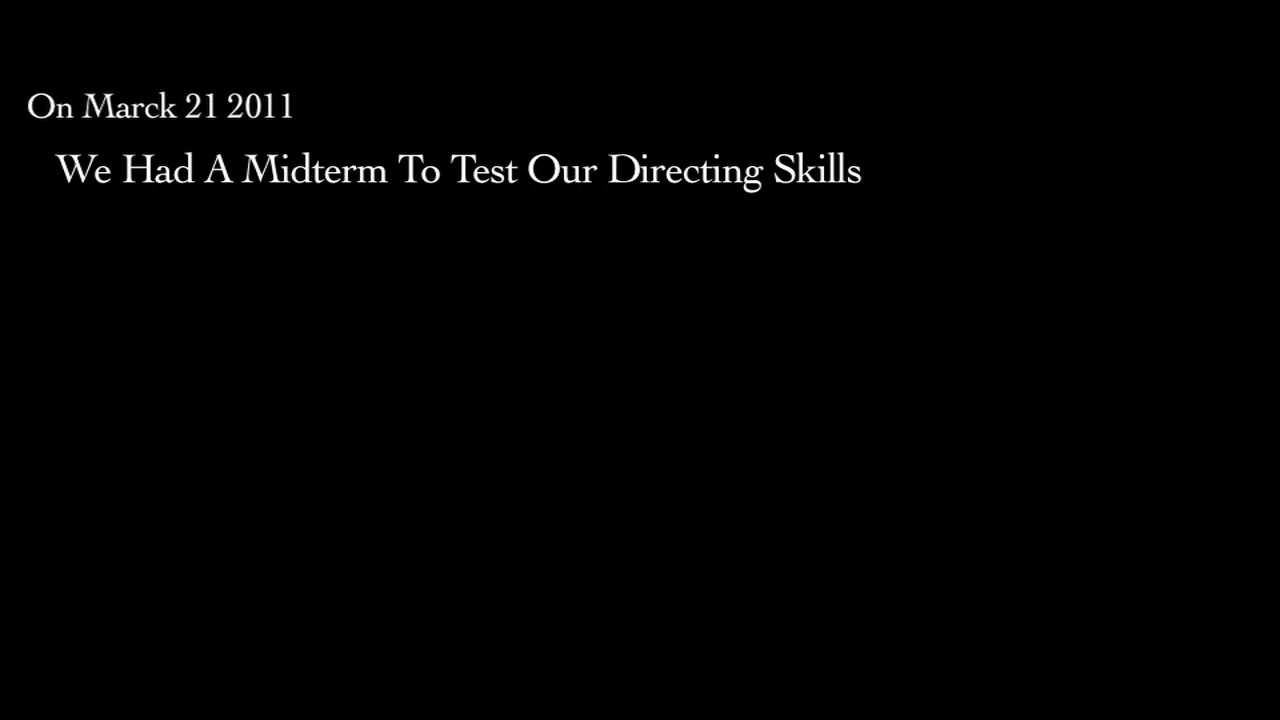 On Marck 21 2011
We Had A Midterm To Test Our Directing Skills